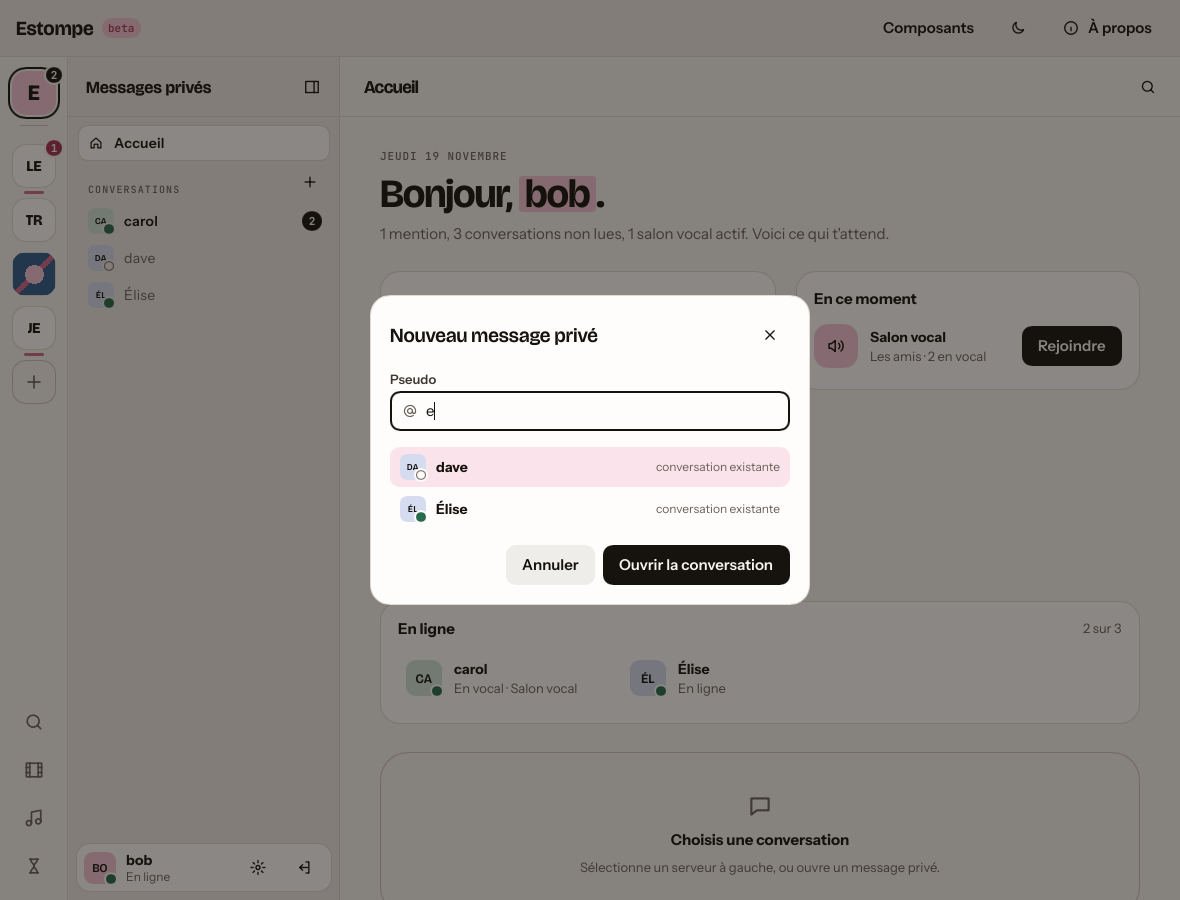 Estompe beta
Composants
À propos
E 2
Messages privés
Accueil
LE 1
TR
JE
Accueil
CONVERSATIONS
CA carol 2
DA dave
ÉL Élise
JEUDI 19 NOVEMBRE
Bonjour, bob.
1 mention, 3 conversations non lues, 1 salon vocal actif. Voici ce qui t'attend.
En ce moment
Salon vocal
Les amis · 2 en vocal
Rejoindre
Nouveau message privé
Pseudo
@ e
DA dave conversation existante
ÉL Élise conversation existante
Annuler
Ouvrir la conversation
En ligne
2 sur 3
CA carol
En vocal · Salon vocal
ÉL Élise
En ligne
Choisis une conversation
Sélectionne un serveur à gauche, ou ouvre un message privé.
BO bob
En ligne